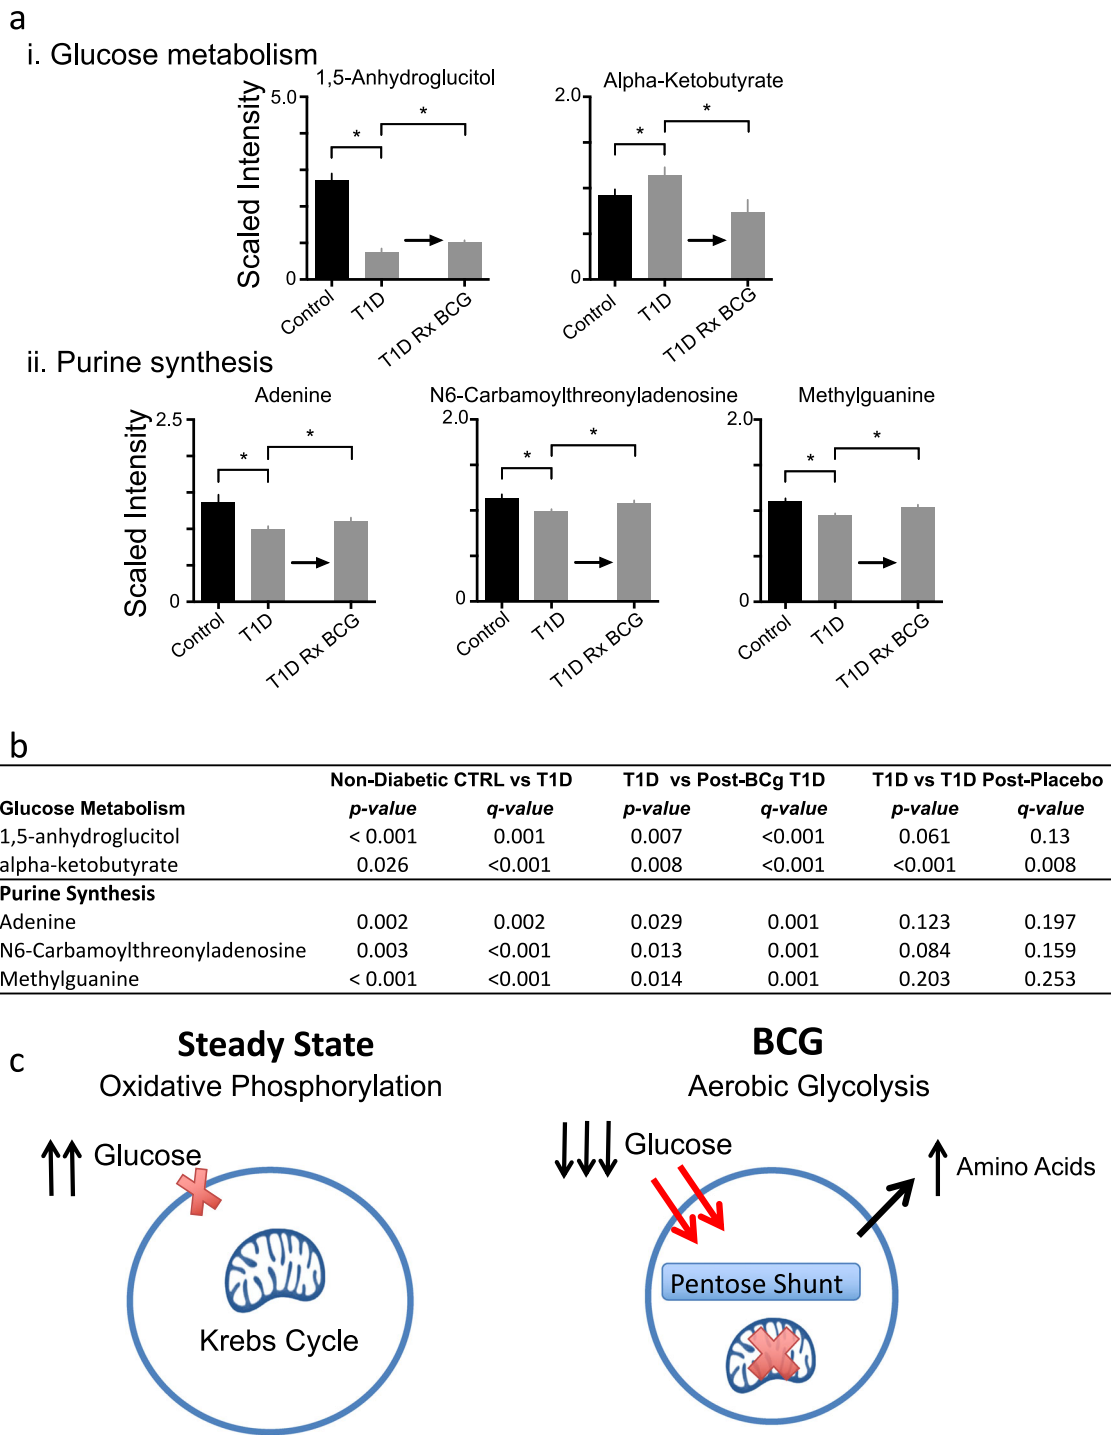 a
i. Glucose metabolism
1,5-Anhydroglucitol
Scaled Intensity
5.0
0
*
*
Control
T1D
T1D Rx BCG
Alpha-Ketobutyrate
2.0
0
*
*
Control
T1D
T1D Rx BCG
ii. Purine synthesis
Adenine
Scaled Intensity
2.5
0
*
*
Control
T1D
T1D Rx BCG
N6-Carbamoylthreonyladenosine
2.0
0
*
*
Control
T1D
T1D Rx BCG
Methylguanine
2.0
0
*
*
Control
T1D
T1D Rx BCG
b
Non-Diabetic CTRL vs T1D T1D vs Post-BCg T1D T1D vs T1D Post-Placebo
Glucose Metabolism p-value q-value p-value q-value p-value q-value
1,5-anhydroglucitol < 0.001 0.001 0.007 <0.001 0.061 0.13
alpha-ketobutyrate 0.026 <0.001 0.008 <0.001 <0.001 0.008
Purine Synthesis
Adenine 0.002 0.002 0.029 0.001 0.123 0.197
N6-Carbamoylthreonyladenosine 0.003 <0.001 0.013 0.001 0.084 0.159
Methylguanine < 0.001 <0.001 0.014 0.001 0.203 0.253
c
Steady State
Oxidative Phosphorylation
Glucose
Krebs Cycle
BCG
Aerobic Glycolysis
Glucose
Amino Acids
Pentose Shunt